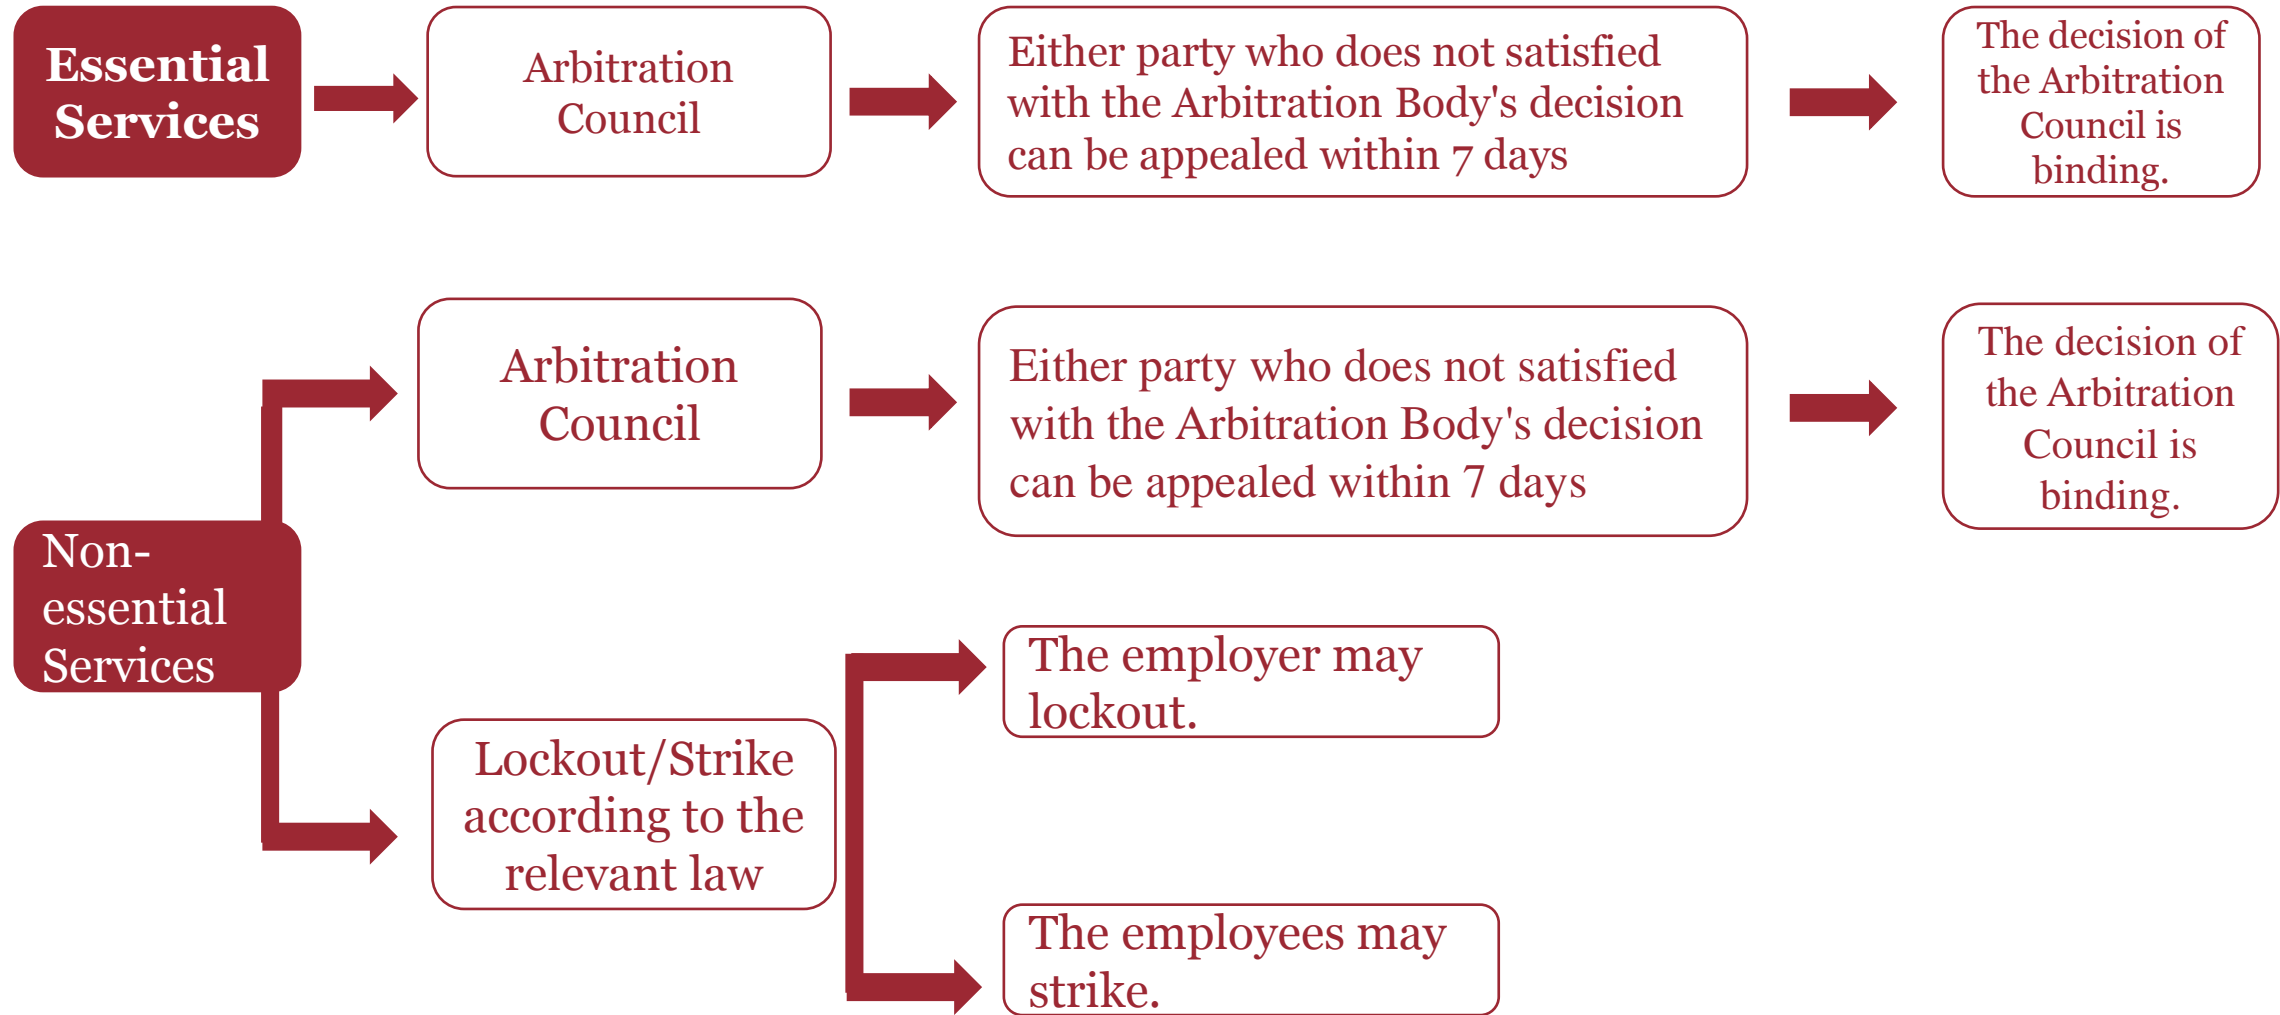 Essential
Services
Arbitration
Council
Either party who does not satisfied
with the Arbitration Body's decision
can be appealed within 7 days
The decision of
the Arbitration
Council is
binding.
Arbitration
Council
Either party who does not satisfied
with the Arbitration Body's decision
can be appealed within 7 days
The decision of
the Arbitration
Council is
binding.
Non-
essential
Services
Lockout/Strike
according to the
relevant law
The employer may
lockout.
The employees may
strike.